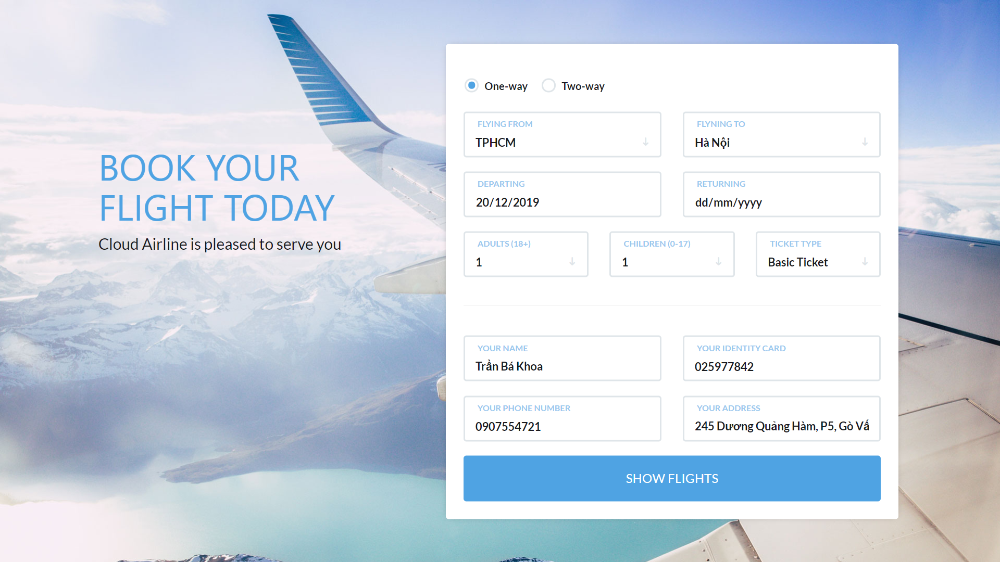 BOOK YOUR
FLIGHT TODAY
Cloud Airline is pleased to serve you
One-way
Two-way
FLYING FROM
TPHCM
FLYNING TO
Hà Nội
DEPARTING
20/12/2019
RETURNING
dd/mm/yyyy
ADULTS (18+)
1
CHILDREN (0-17)
1
TICKET TYPE
Basic Ticket
YOUR NAME
Trần Bá Khoa
YOUR IDENTITY CARD
025977842
YOUR PHONE NUMBER
0907554721
YOUR ADDRESS
245 Dương Quảng Hàm, P5, Gò Vấ
SHOW FLIGHTS